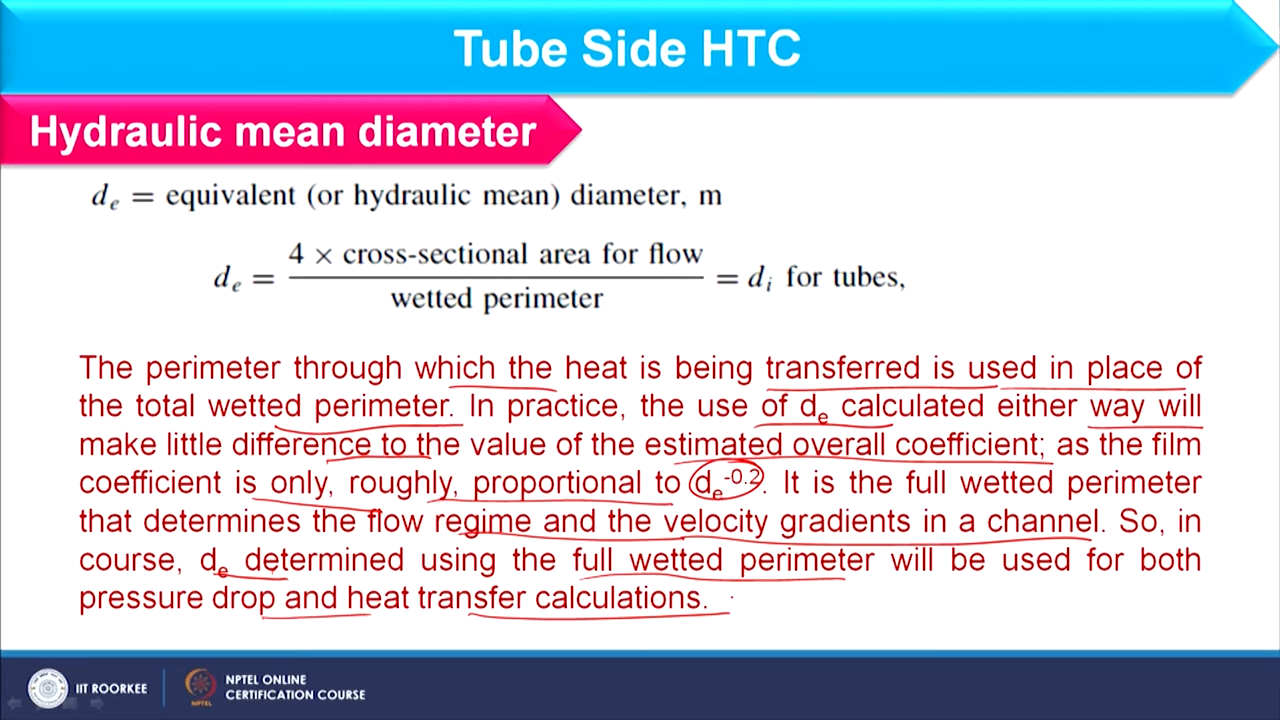 Tube Side HTC
Hydraulic mean diameter
d_e = equivalent (or hydraulic mean) diameter, m
d_e = 4 × cross-sectional area for flow / wetted perimeter = d_i for tubes,
The perimeter through which the heat is being transferred is used in place of
the total wetted perimeter. In practice, the use of d_e calculated either way will
make little difference to the value of the estimated overall coefficient; as the film
coefficient is only, roughly, proportional to d_e^-0.2. It is the full wetted perimeter
that determines the flow regime and the velocity gradients in a channel. So, in
course, d_e determined using the full wetted perimeter will be used for both
pressure drop and heat transfer calculations.
IIT ROORKEE
NPTEL ONLINE
CERTIFICATION COURSE
NPTEL